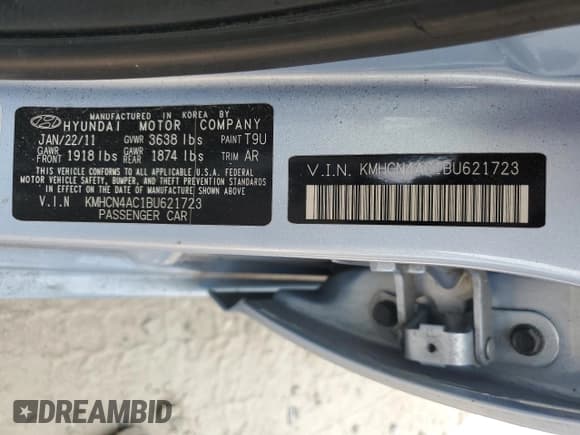 MANUFACTURED IN KOREA BY
HYUNDAI MOTOR COMPANY
JAN/22/11 GVWR 3638 lbs PAINT T9U
GAWR FRONT 1918 lbs GAWR REAR 1874 lbs TRIM AR
THIS VEHICLE CONFORMS TO ALL APPLICABLE U.S.A. FEDERAL
MOTOR VEHICLE SAFETY, BUMPER, AND THEFT PREVENTION STANDARDS
IN EFFECT ON THE DATE OF MANUFACTURE SHOWN ABOVE
V.I.N KMHCN4AC1BU621723
PASSENGER CAR
V.I.N. KMHCN4AC1BU621723
DREAMBID